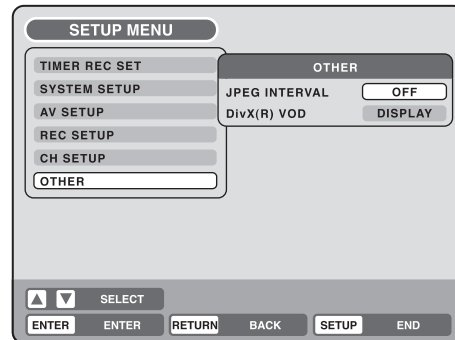 SETUP MENU
TIMER REC SET
SYSTEM SETUP
AV SETUP
REC SETUP
CH SETUP
OTHER
OTHER
JPEG INTERVAL OFF
DivX(R) VOD DISPLAY
SELECT
ENTER ENTER RETURN BACK SETUP END